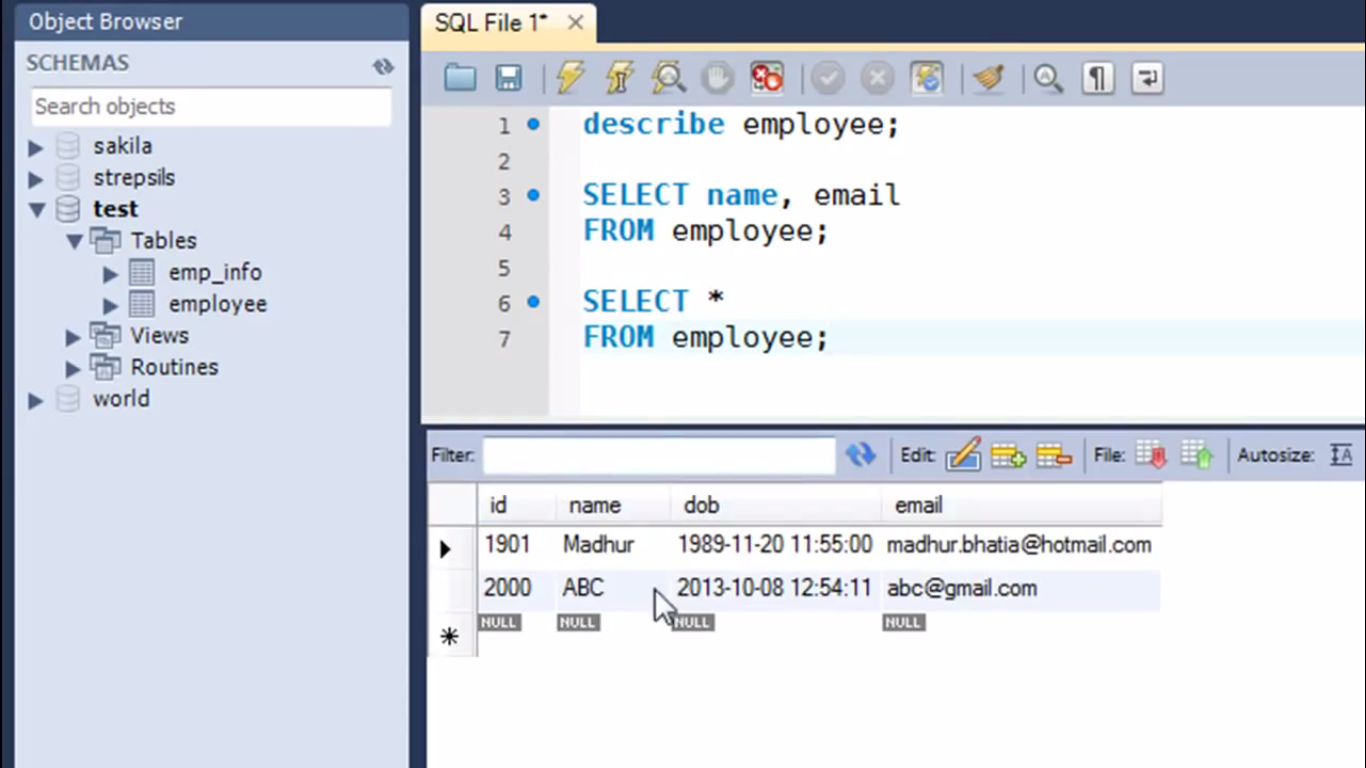 Object Browser
SCHEMAS
Search objects
sakila
strepsils
test
Tables
emp_info
employee
Views
Routines
world
SQL File 1*
1 describe employee;
2
3 SELECT name, email
4 FROM employee;
5
6 SELECT *
7 FROM employee;
Filter: Edit: File: Autosize:
id name dob email
1901 Madhur 1989-11-20 11:55:00 madhur.bhatia@hotmail.com
2000 ABC 2013-10-08 12:54:11 abc@gmail.com
NULL NULL NULL NULL